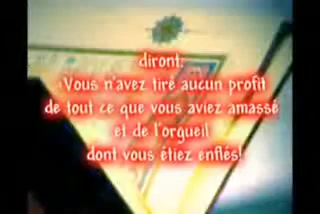 diront:
«Vous n'avez tiré aucun profit
de tout ce que vous aviez amassé
et de l'orgueil
dont vous étiez enflés!